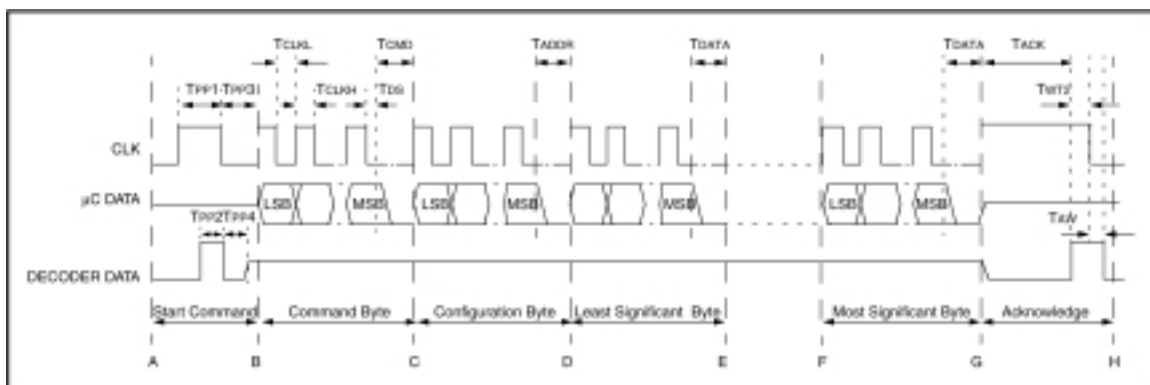 TCLKL TCMD TADDR TDATA TDATA TACK
TPP1 TPP3 TCLKH TDS TWT2
CLK
µC DATA LSB MSB LSB MSB MSB LSB MSB
TPP2 TPP4 TAW
DECODER DATA
Start Command Command Byte Configuration Byte Least Significant Byte Most Significant Byte Acknowledge
A B C D E F G H